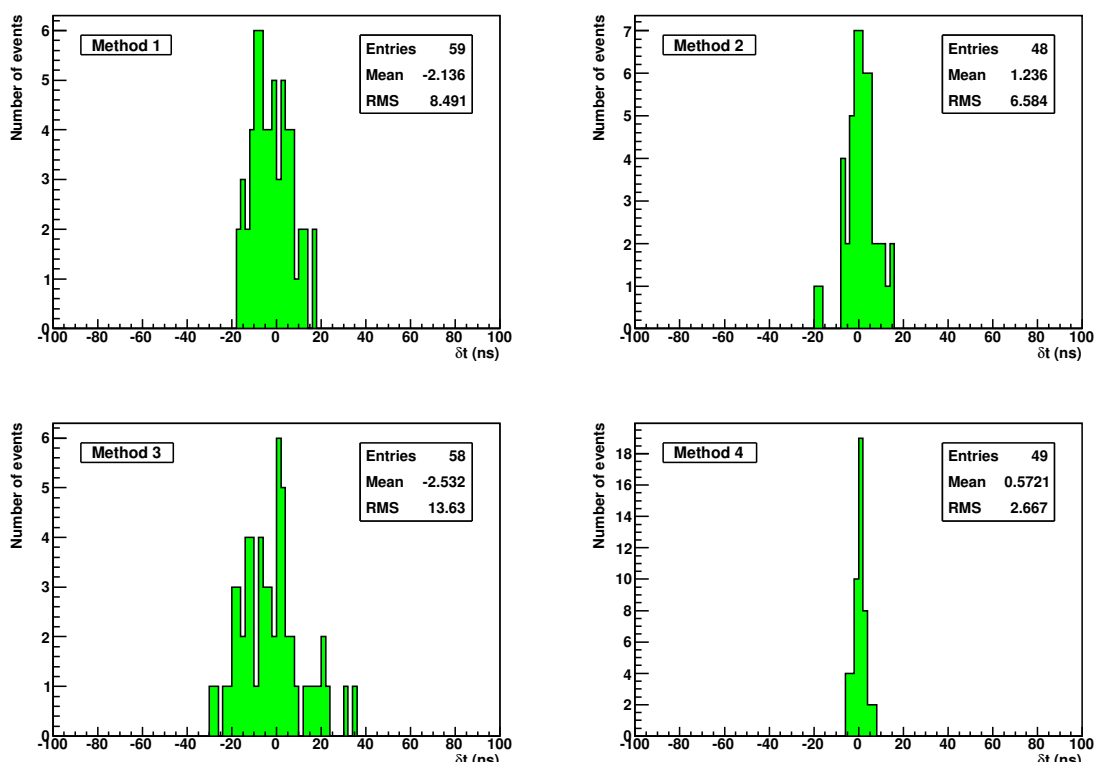 Number of events
6
5
4
3
2
1
0
Method 1
Entries 59
Mean -2.136
RMS 8.491
-100 -80 -60 -40 -20 0 20 40 60 80 100
δt (ns)
Number of events
7
6
5
4
3
2
1
0
Method 2
Entries 48
Mean 1.236
RMS 6.584
-100 -80 -60 -40 -20 0 20 40 60 80 100
δt (ns)
Number of events
6
5
4
3
2
1
0
Method 3
Entries 58
Mean -2.532
RMS 13.63
-100 -80 -60 -40 -20 0 20 40 60 80 100
δt (ns)
Number of events
18
16
14
12
10
8
6
4
2
0
Method 4
Entries 49
Mean 0.5721
RMS 2.667
-100 -80 -60 -40 -20 0 20 40 60 80 100
δt (ns)